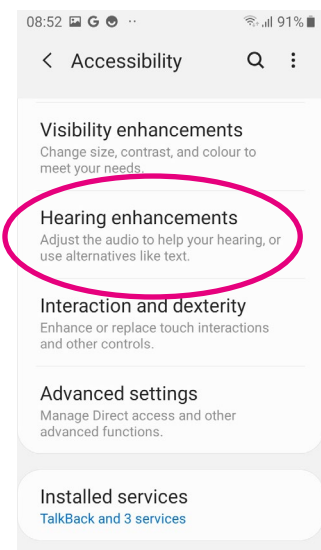 08:52 G 91%
Accessibility
Visibility enhancements
Change size, contrast, and colour to
meet your needs.
Hearing enhancements
Adjust the audio to help your hearing, or
use alternatives like text.
Interaction and dexterity
Enhance or replace touch interactions
and other controls.
Advanced settings
Manage Direct access and other
advanced functions.
Installed services
TalkBack and 3 services